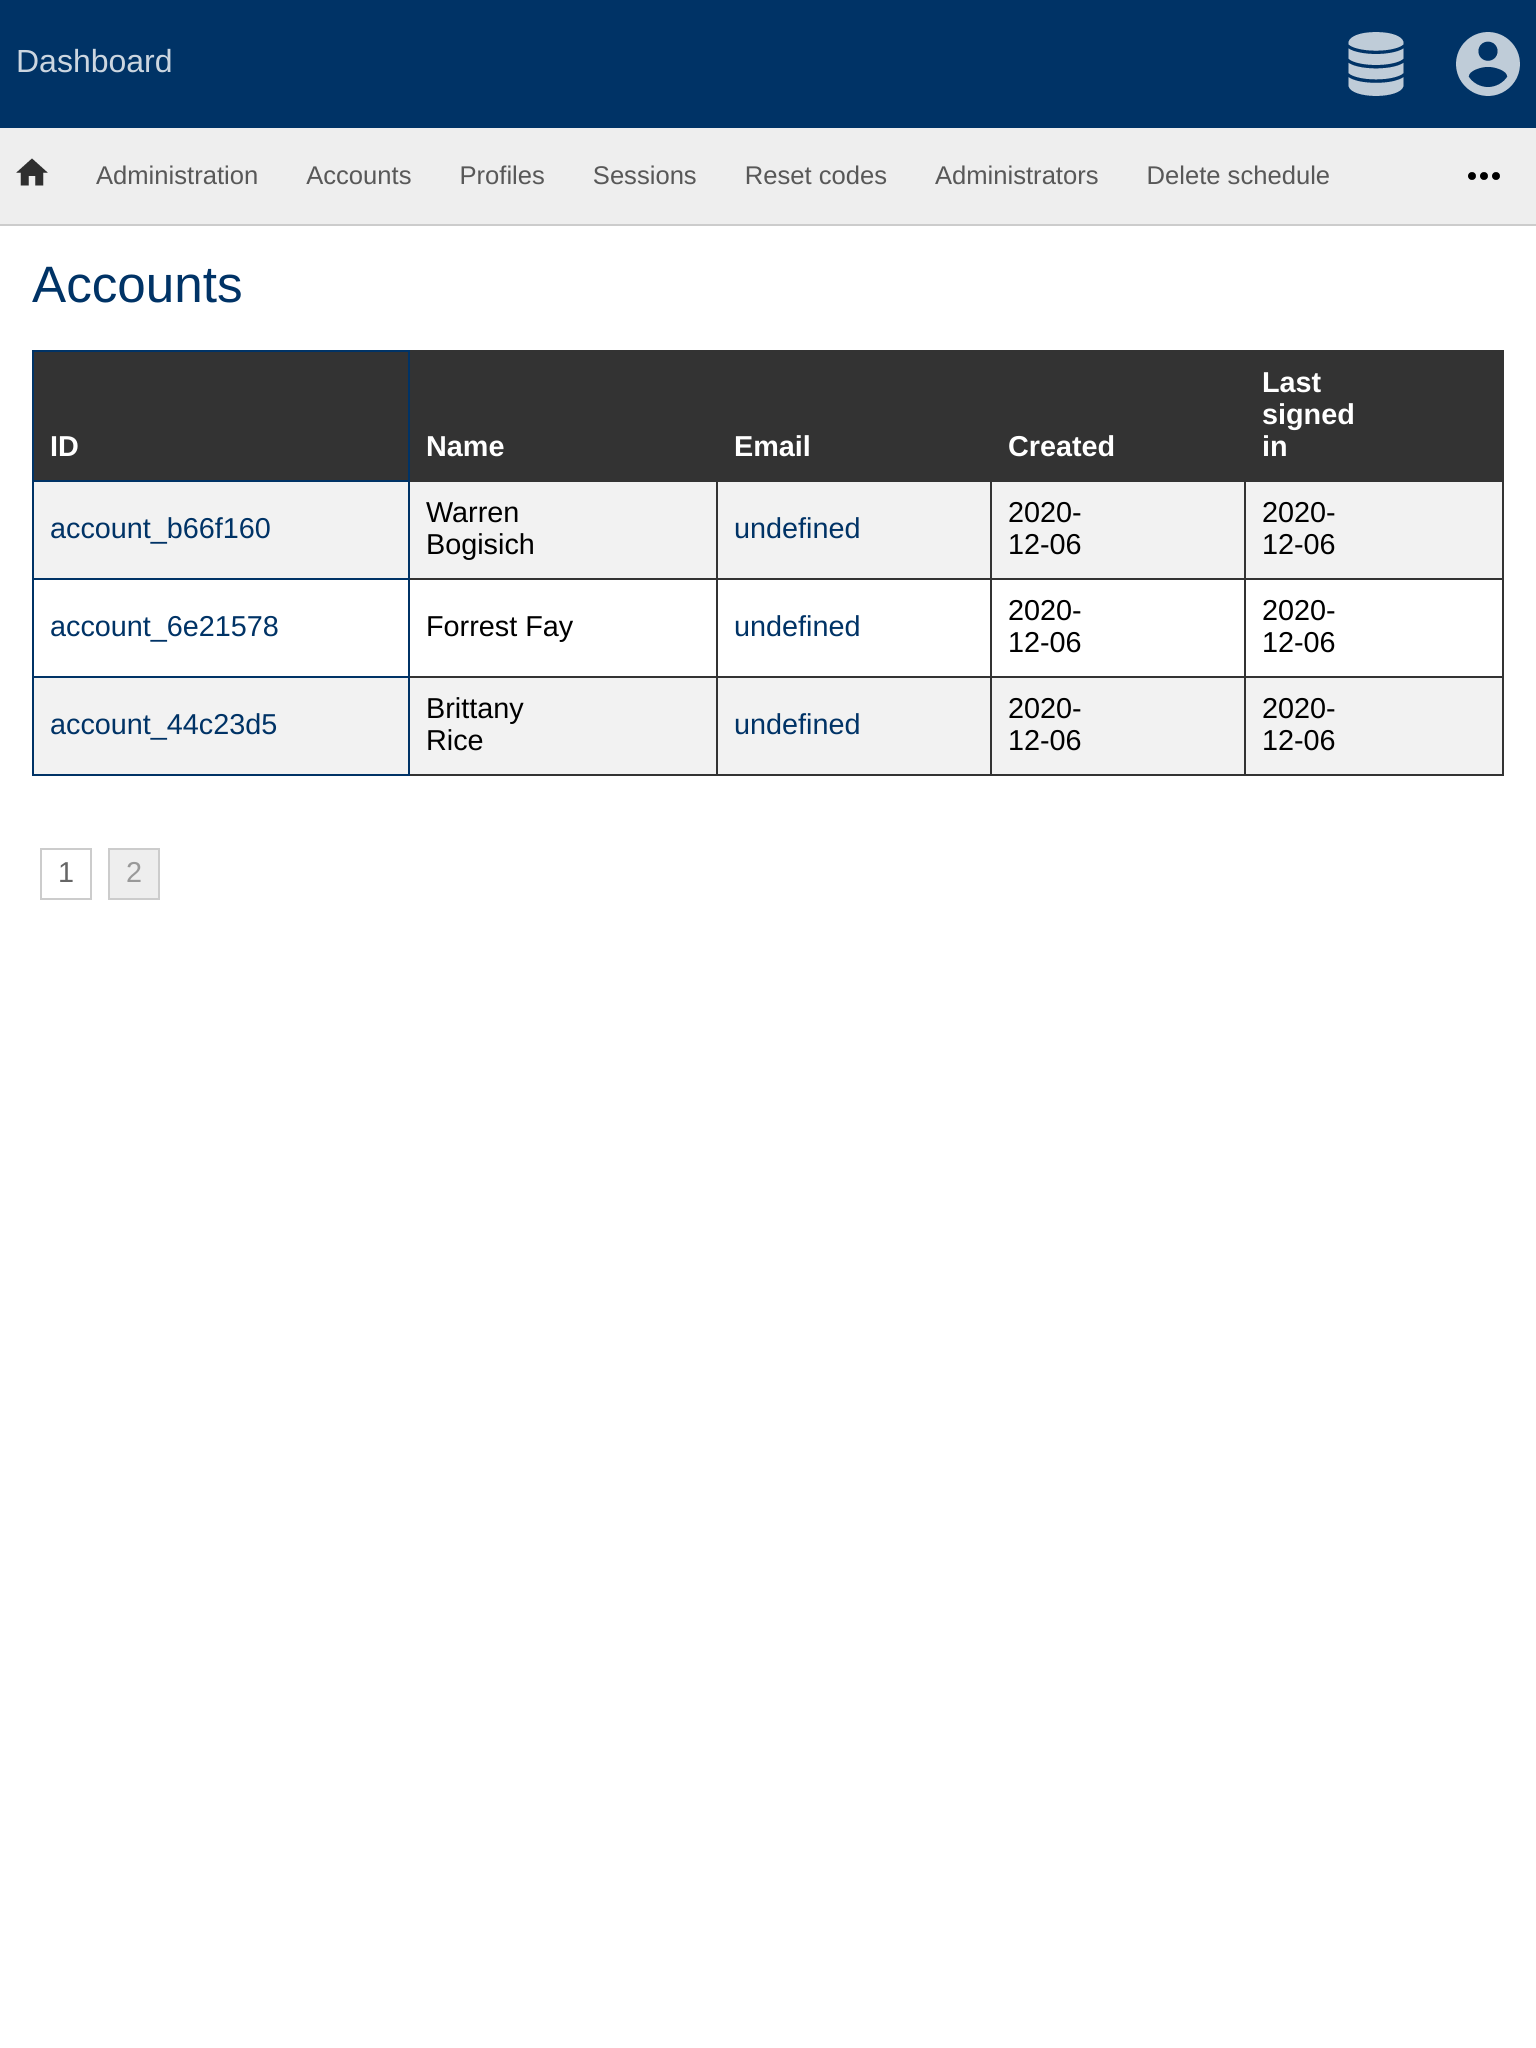 Dashboard
Administration Accounts Profiles Sessions Reset codes Administrators Delete schedule
Accounts
ID Name Email Created Last signed in
account_b66f160 Warren Bogisich undefined 2020-12-06 2020-12-06
account_6e21578 Forrest Fay undefined 2020-12-06 2020-12-06
account_44c23d5 Brittany Rice undefined 2020-12-06 2020-12-06
1 2